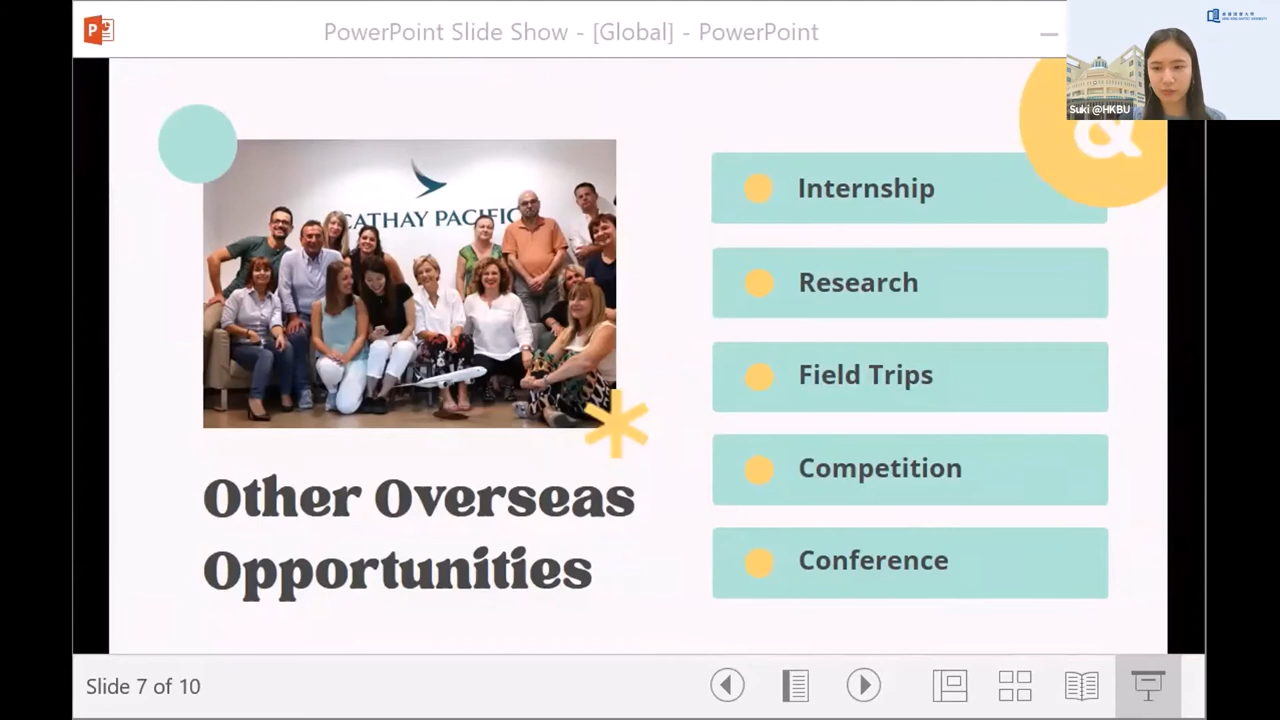 PowerPoint Slide Show - [Global] - PowerPoint
Suki @HKBU
&
CATHAY PACIFIC
Internship
Research
Field Trips
Competition
Conference
*
Other Overseas
Opportunities
Slide 7 of 10